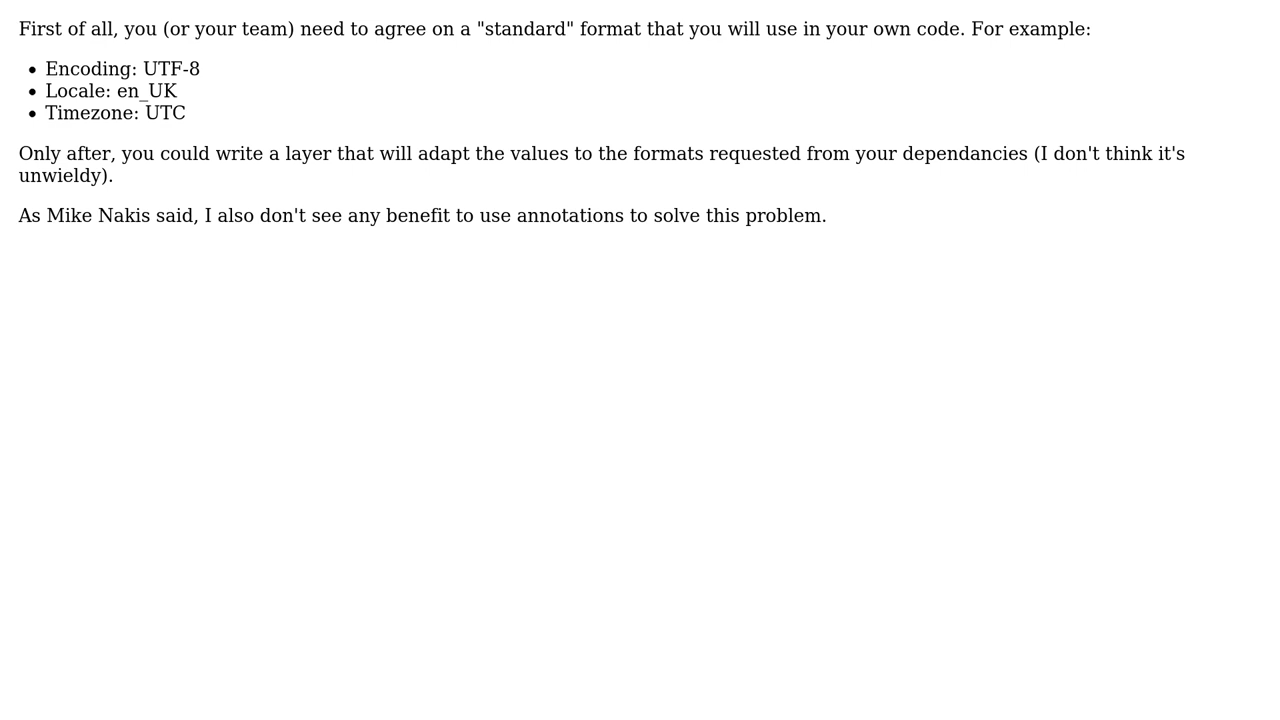 First of all, you (or your team) need to agree on a "standard" format that you will use in your own code. For example:
• Encoding: UTF-8
• Locale: en_UK
• Timezone: UTC
Only after, you could write a layer that will adapt the values to the formats requested from your dependancies (I don't think it's
unwieldy).
As Mike Nakis said, I also don't see any benefit to use annotations to solve this problem.